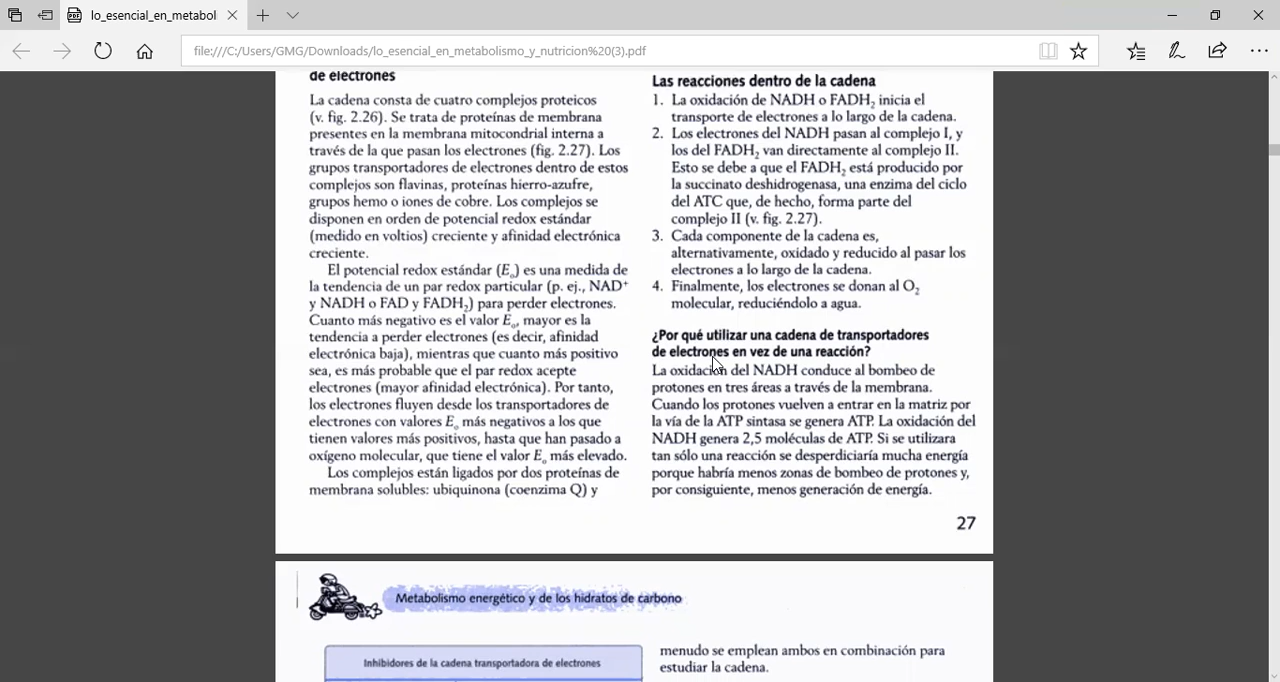 lo_esencial_en_metabol
file:///C:/Users/GMG/Downloads/lo_esencial_en_metabolismo_y_nutricion%20(3).pdf
de electrones
La cadena consta de cuatro complejos proteicos
(v. fig. 2.26). Se trata de proteínas de membrana
presentes en la membrana mitocondrial interna a
través de la que pasan los electrones (fig. 2.27). Los
grupos transportadores de electrones dentro de estos
complejos son flavinas, proteínas hierro-azufre,
grupos hemo o iones de cobre. Los complejos se
disponen en orden de potencial redox estándar
(medido en voltios) creciente y afinidad electrónica
creciente.
El potencial redox estándar (Eo) es una medida de
la tendencia de un par redox particular (p. ej., NAD⁺
y NADH o FAD y FADH₂) para perder electrones.
Cuanto más negativo es el valor Eo, mayor es la
tendencia a perder electrones (es decir, afinidad
electrónica baja), mientras que cuanto más positivo
sea, es más probable que el par redox acepte
electrones (mayor afinidad electrónica). Por tanto,
los electrones fluyen desde los transportadores de
electrones con valores Eo más negativos a los que
tienen valores más positivos, hasta que han pasado a
oxígeno molecular, que tiene el valor Eo más elevado.
Los complejos están ligados por dos proteínas de
membrana solubles: ubiquinona (coenzima Q) y
Las reacciones dentro de la cadena
1. La oxidación de NADH o FADH₂ inicia el
transporte de electrones a lo largo de la cadena.
2. Los electrones del NADH pasan al complejo I, y
los del FADH₂ van directamente al complejo II.
Esto se debe a que el FADH₂ está producido por
la succinato deshidrogenasa, una enzima del ciclo
del ATC que, de hecho, forma parte del
complejo II (v. fig. 2.27).
3. Cada componente de la cadena es,
alternativamente, oxidado y reducido al pasar los
electrones a lo largo de la cadena.
4. Finalmente, los electrones se donan al O₂
molecular, reduciéndolo a agua.
¿Por qué utilizar una cadena de transportadores
de electrones en vez de una reacción?
La oxidación del NADH conduce al bombeo de
protones en tres áreas a través de la membrana.
Cuando los protones vuelven a entrar en la matriz por
la vía de la ATP sintasa se genera ATP. La oxidación del
NADH genera 2,5 moléculas de ATP. Si se utilizara
tan sólo una reacción se desperdiciaría mucha energía
porque habría menos zonas de bombeo de protones y,
por consiguiente, menos generación de energía.
27
Metabolismo energético y de los hidratos de carbono
Inhibidores de la cadena transportadora de electrones
menudo se emplean ambos en combinación para
estudiar la cadena.